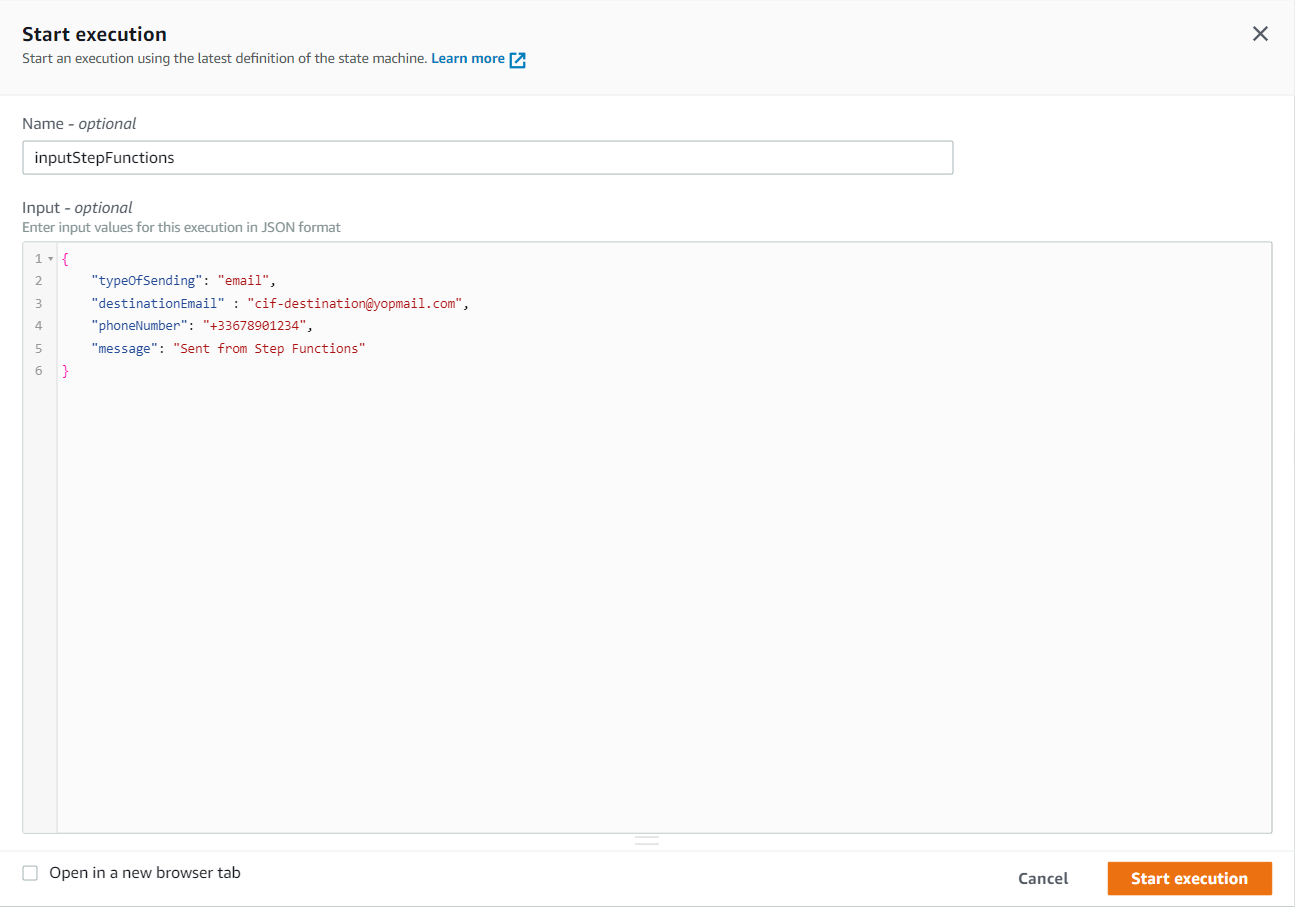 Start execution
Start an execution using the latest definition of the state machine. Learn more
Name - optional
inputStepFunctions
Input - optional
Enter input values for this execution in JSON format
1 {
2 "typeOfSending": "email",
3 "destinationEmail" : "cif-destination@yopmail.com",
4 "phoneNumber": "+33678901234",
5 "message": "Sent from Step Functions"
6 }
Open in a new browser tab
Cancel
Start execution